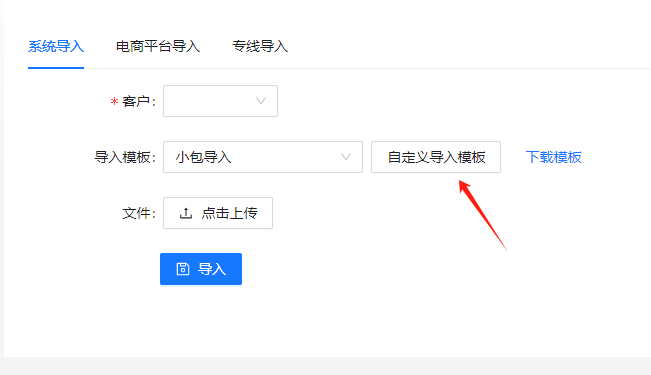 系统导入 电商平台导入 专线导入
* 客户:
导入模板: 小包导入 自定义导入模板 下载模板
文件: 点击上传
导入